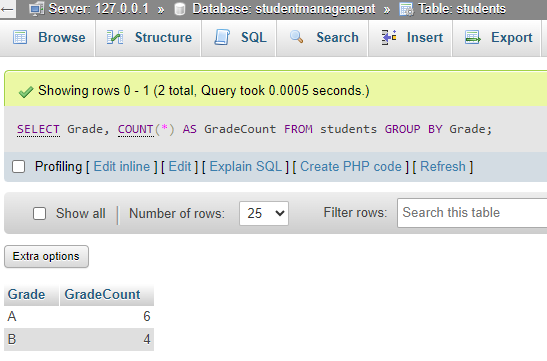 Server: 127.0.0.1 » Database: studentmanagement » Table: students
Browse Structure SQL Search Insert Export
Showing rows 0 - 1 (2 total, Query took 0.0005 seconds.)
SELECT Grade, COUNT(*) AS GradeCount FROM students GROUP BY Grade;
Profiling [ Edit inline ] [ Edit ] [ Explain SQL ] [ Create PHP code ] [ Refresh ]
Show all Number of rows: 25 Filter rows: Search this table
Extra options
Grade GradeCount
A 6
B 4